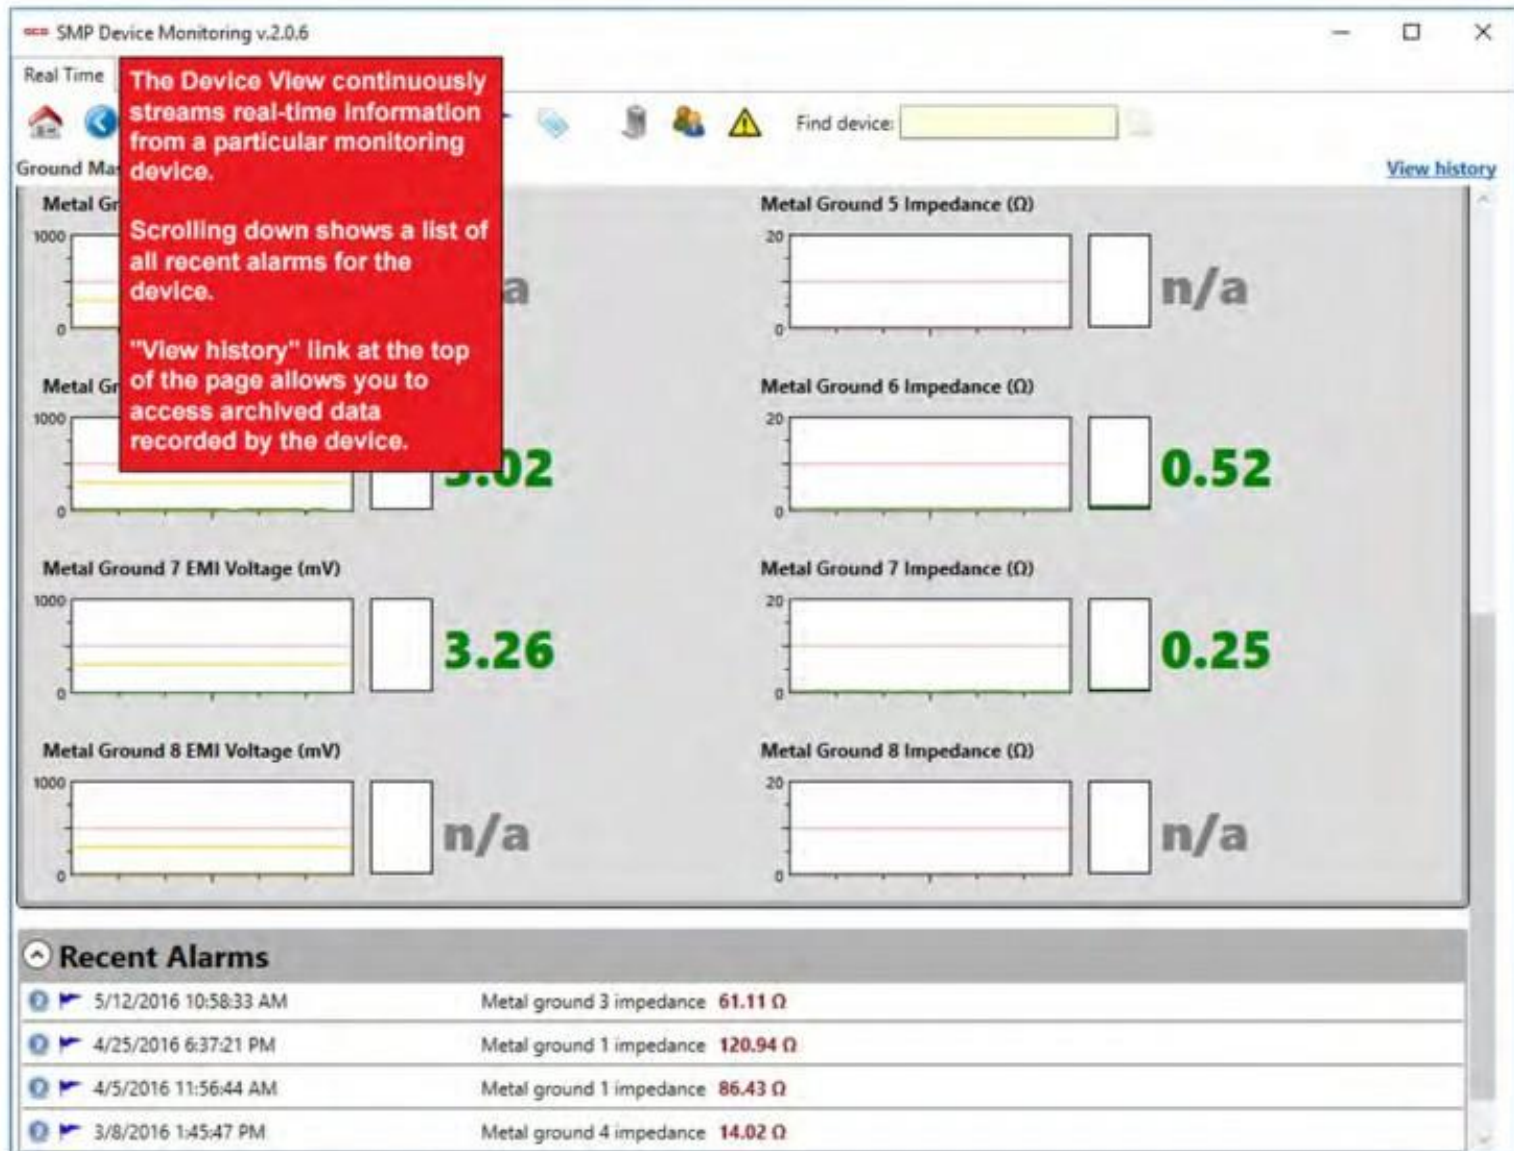 SMP Device Monitoring v.2.0.6
Real Time
The Device View continuously
streams real-time information
from a particular monitoring
device.
Scrolling down shows a list of
all recent alarms for the
device.
"View history" link at the top
of the page allows you to
access archived data
recorded by the device.
Find device:
Ground
View history
Metal
1000
0
Metal Ground 5 Impedance (Ω)
20
0
n/a
Metal
1000
0
3.02
Metal Ground 6 Impedance (Ω)
20
0
0.52
Metal Ground 7 EMI Voltage (mV)
1000
0
3.26
Metal Ground 7 Impedance (Ω)
20
0
0.25
Metal Ground 8 EMI Voltage (mV)
1000
0
n/a
Metal Ground 8 Impedance (Ω)
20
0
n/a
Recent Alarms
5/12/2016 10:58:33 AM Metal ground 3 impedance 61.11 Ω
4/25/2016 6:37:21 PM Metal ground 1 impedance 120.94 Ω
4/5/2016 11:56:44 AM Metal ground 1 impedance 86.43 Ω
3/8/2016 1:45:47 PM Metal ground 4 impedance 14.02 Ω